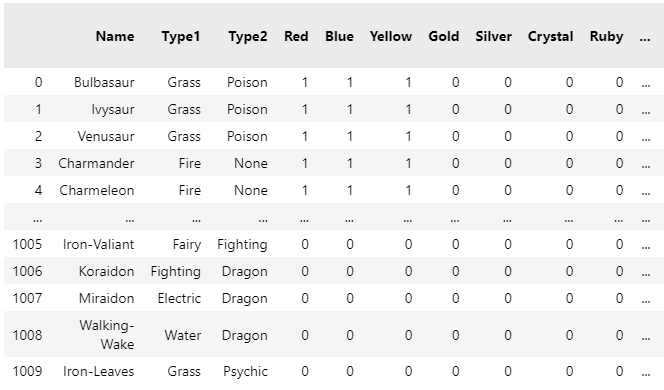 Name Type1 Type2 Red Blue Yellow Gold Silver Crystal Ruby ...
0 Bulbasaur Grass Poison 1 1 1 0 0 0 0 ...
1 Ivysaur Grass Poison 1 1 1 0 0 0 0 ...
2 Venusaur Grass Poison 1 1 1 0 0 0 0 ...
3 Charmander Fire None 1 1 1 0 0 0 0 ...
4 Charmeleon Fire None 1 1 1 0 0 0 0 ...
... ... ... ... ... ... ... ... ... ... ... ...
1005 Iron-Valiant Fairy Fighting 0 0 0 0 0 0 0 ...
1006 Koraidon Fighting Dragon 0 0 0 0 0 0 0 ...
1007 Miraidon Electric Dragon 0 0 0 0 0 0 0 ...
1008 Walking-
Wake Water Dragon 0 0 0 0 0 0 0 ...
1009 Iron-Leaves Grass Psychic 0 0 0 0 0 0 0 ...